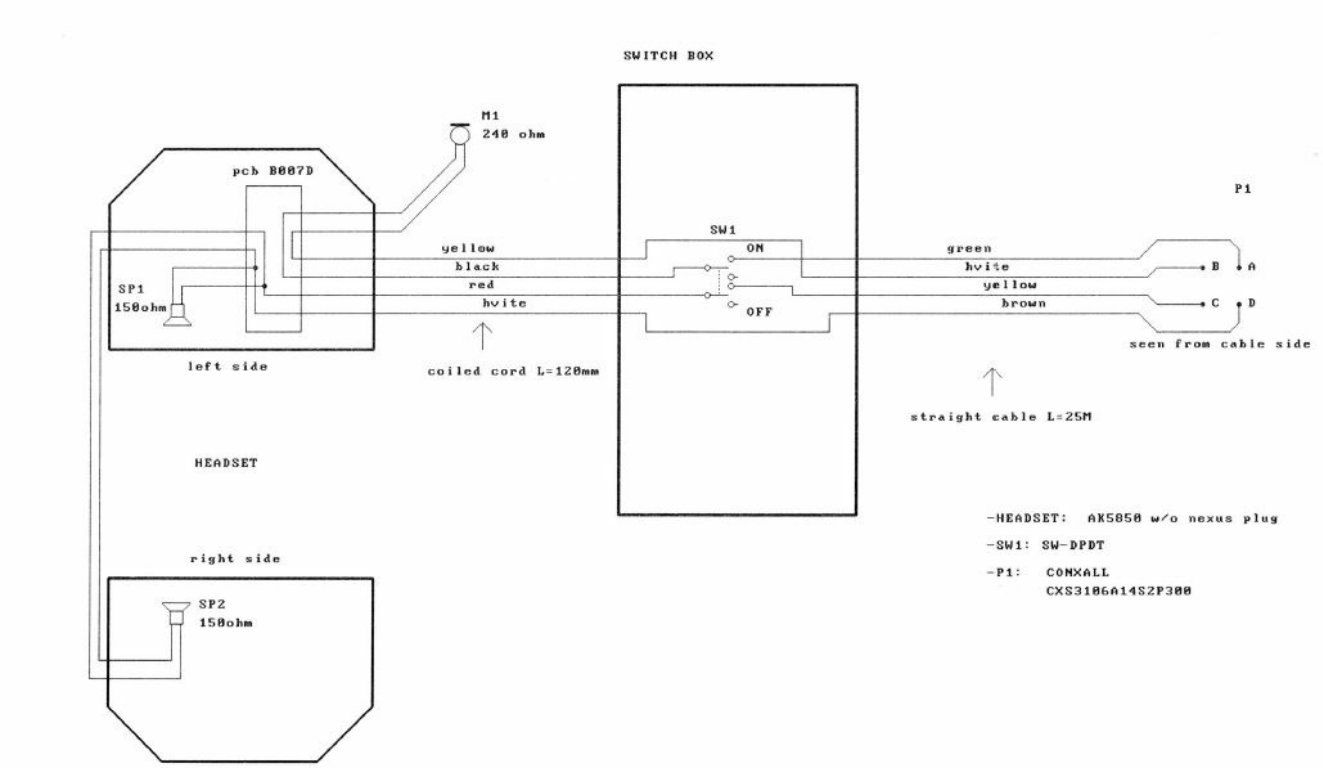 SWITCH BOX
M1
240 ohm
pcb B007D
P1
SW1
yellow
ON
green
black
hvite
B
A
red
yellow
SP1
150ohm
hvite
brown
C
D
OFF
seen from cable side
left side
coiled cord L=120mm
straight cable L=25M
HEADSET
-HEADSET: AK5850 w/o nexus plug
-SW1: SW-DPDT
right side
-P1: CONXALL
CXS3106A14S2P300
SP2
150ohm